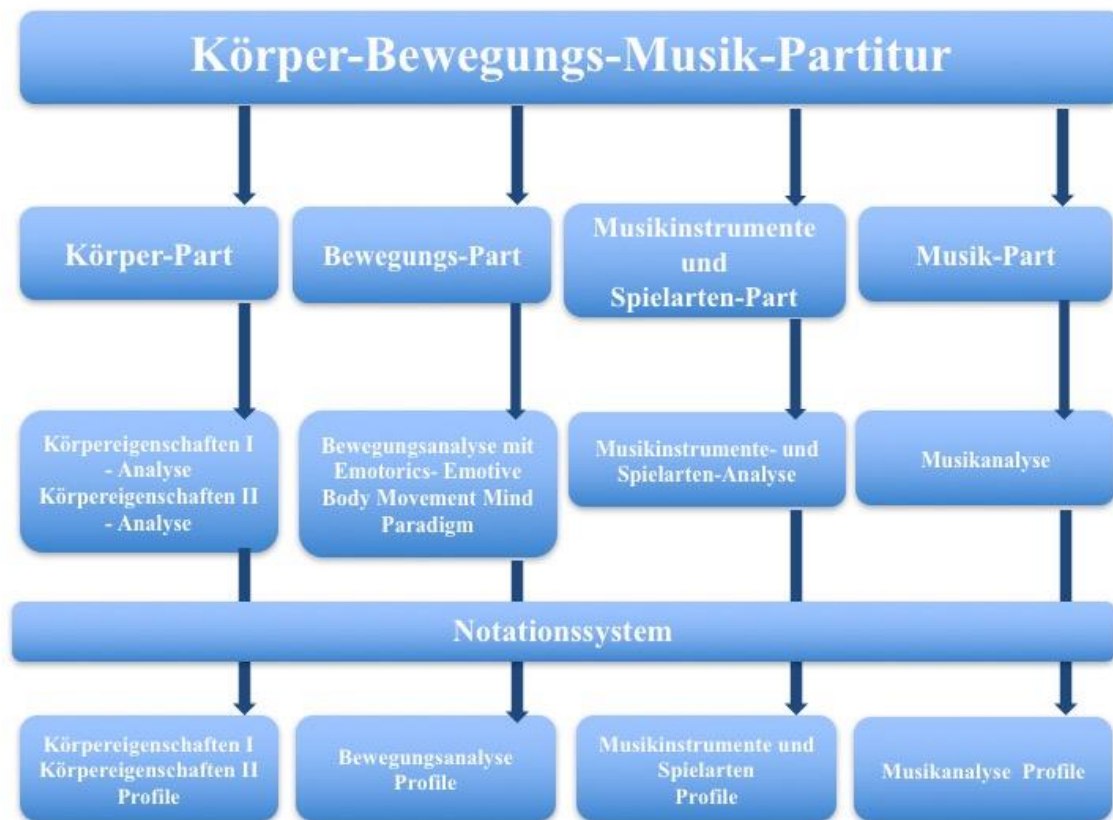 Körper-Bewegungs-Musik-Partitur
Körper-Part
Bewegungs-Part
Musikinstrumente
und
Spielarten-Part
Musik-Part
Körpereigenschaften I
- Analyse
Körpereigenschaften II
- Analyse
Bewegungsanalyse mit
Emotorics- Emotive
Body Movement Mind
Paradigm
Musikinstrumente- und
Spielarten-Analyse
Musikanalyse
Notationssystem
Körpereigenschaften I
Körpereigenschaften II
Profile
Bewegungsanalyse
Profile
Musikinstrumente und
Spielarten
Profile
Musikanalyse Profile